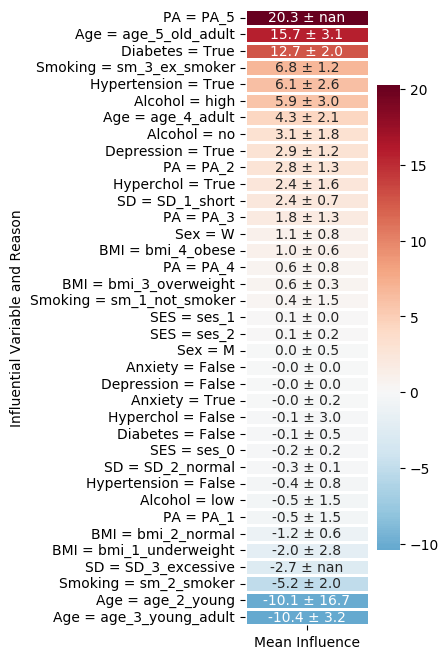 PA = PA_5 20.3 ± nan
Age = age_5_old_adult 15.7 ± 3.1
Diabetes = True 12.7 ± 2.0
Smoking = sm_3_ex_smoker 6.8 ± 1.2
Hypertension = True 6.1 ± 2.6
Alcohol = high 5.9 ± 3.0
Age = age_4_adult 4.3 ± 2.1
Alcohol = no 3.1 ± 1.8
Depression = True 2.9 ± 1.2
PA = PA_2 2.8 ± 1.3
Hyperchol = True 2.4 ± 1.6
SD = SD_1_short 2.4 ± 0.7
PA = PA_3 1.8 ± 1.3
Sex = W 1.1 ± 0.8
BMI = bmi_4_obese 1.0 ± 0.6
PA = PA_4 0.6 ± 0.8
BMI = bmi_3_overweight 0.6 ± 0.3
Smoking = sm_1_not_smoker 0.4 ± 1.5
SES = ses_1 0.1 ± 0.0
SES = ses_2 0.1 ± 0.2
Sex = M 0.0 ± 0.5
Anxiety = False -0.0 ± 0.0
Depression = False -0.0 ± 0.0
Anxiety = True -0.0 ± 0.2
Hyperchol = False -0.1 ± 3.0
Diabetes = False -0.1 ± 0.5
SES = ses_0 -0.2 ± 0.2
SD = SD_2_normal -0.3 ± 0.1
Hypertension = False -0.4 ± 0.8
Alcohol = low -0.5 ± 1.5
PA = PA_1 -0.5 ± 1.5
BMI = bmi_2_normal -1.2 ± 0.6
BMI = bmi_1_underweight -2.0 ± 2.8
SD = SD_3_excessive -2.7 ± nan
Smoking = sm_2_smoker -5.2 ± 2.0
Age = age_2_young -10.1 ± 16.7
Age = age_3_young_adult -10.4 ± 3.2
Mean Influence
Influential Variable and Reason
20
15
10
5
0
−5
−10